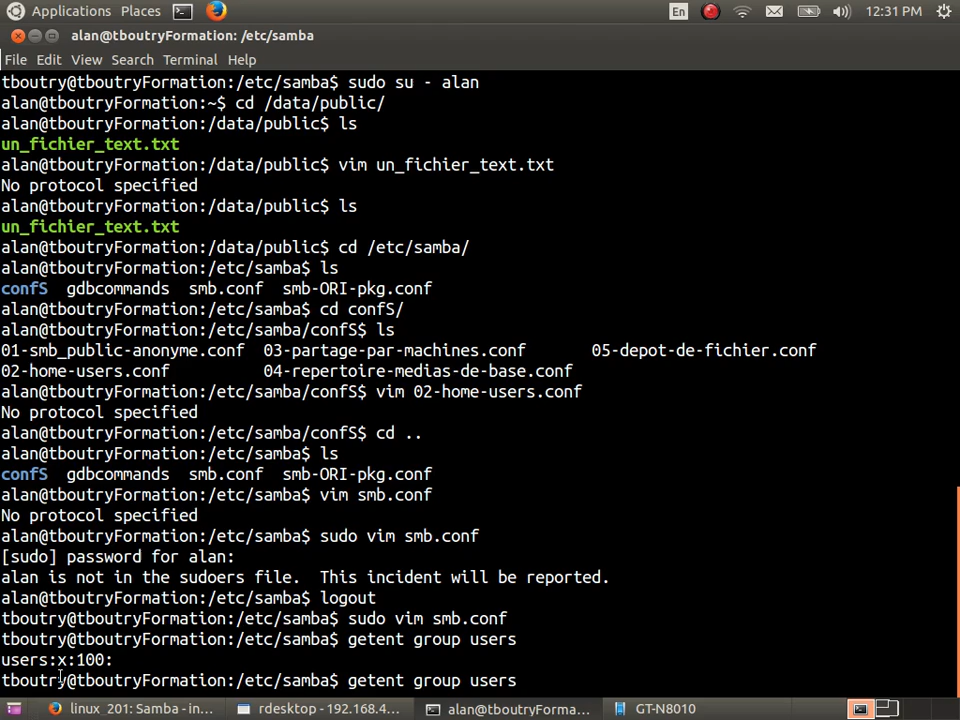 Applications Places En 12:31 PM
alan@tboutryFormation: /etc/samba
File Edit View Search Terminal Help
tboutry@tboutryFormation:/etc/samba$ sudo su - alan
alan@tboutryFormation:~$ cd /data/public/
alan@tboutryFormation:/data/public$ ls
un_fichier_text.txt
alan@tboutryFormation:/data/public$ vim un_fichier_text.txt
No protocol specified
alan@tboutryFormation:/data/public$ ls
un_fichier_text.txt
alan@tboutryFormation:/data/public$ cd /etc/samba/
alan@tboutryFormation:/etc/samba$ ls
confS gdbcommands smb.conf smb-ORI-pkg.conf
alan@tboutryFormation:/etc/samba$ cd confS/
alan@tboutryFormation:/etc/samba/confS$ ls
01-smb_public-anonyme.conf 03-partage-par-machines.conf 05-depot-de-fichier.conf
02-home-users.conf 04-repertoire-medias-de-base.conf
alan@tboutryFormation:/etc/samba/confS$ vim 02-home-users.conf
No protocol specified
alan@tboutryFormation:/etc/samba/confS$ cd ..
alan@tboutryFormation:/etc/samba$ ls
confS gdbcommands smb.conf smb-ORI-pkg.conf
alan@tboutryFormation:/etc/samba$ vim smb.conf
No protocol specified
alan@tboutryFormation:/etc/samba$ sudo vim smb.conf
[sudo] password for alan:
alan is not in the sudoers file. This incident will be reported.
alan@tboutryFormation:/etc/samba$ logout
tboutry@tboutryFormation:/etc/samba$ sudo vim smb.conf
tboutry@tboutryFormation:/etc/samba$ getent group users
users:x:100:
tboutry@tboutryFormation:/etc/samba$ getent group users
linux_201: Samba - in... rdesktop - 192.168.4... alan@tboutryForma... GT-N8010